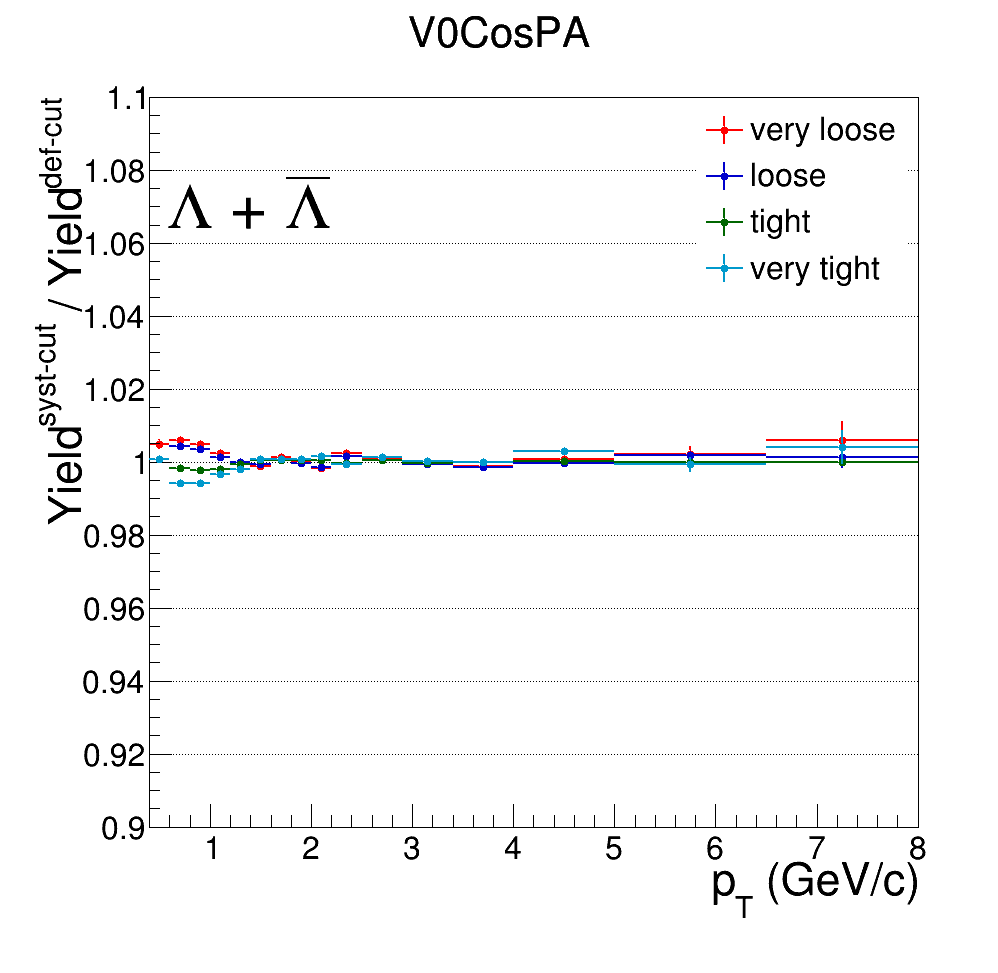 V0CosPA
Yield^syst-cut / Yield^def-cut
Λ + Λ̅
very loose
loose
tight
very tight
1.1
1.08
1.06
1.04
1.02
1
0.98
0.96
0.94
0.92
0.9
1 2 3 4 5 6 7 8
p_T (GeV/c)